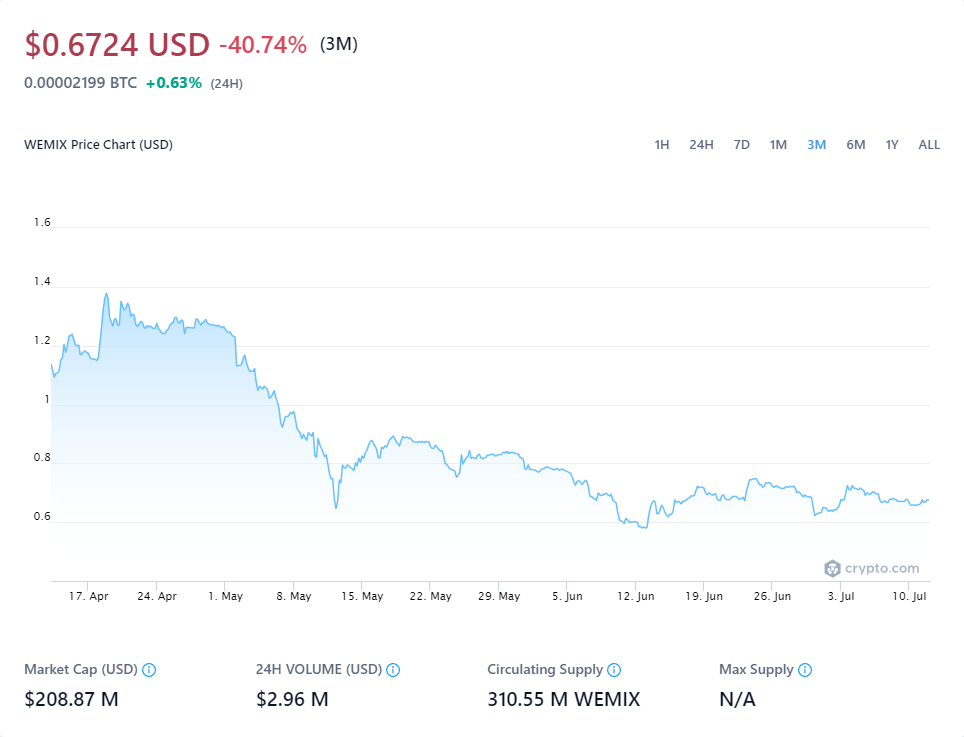 $0.6724 USD -40.74% (3M)
0.00002199 BTC +0.63% (24H)
WEMIX Price Chart (USD) 1H 24H 7D 1M 3M 6M 1Y ALL
1.6
1.4
1.2
1
0.8
0.6
crypto.com
17. Apr 24. Apr 1. May 8. May 15. May 22. May 29. May 5. Jun 12. Jun 19. Jun 26. Jun 3. Jul 10. Jul
Market Cap (USD) 24H VOLUME (USD) Circulating Supply Max Supply
$208.87 M $2.96 M 310.55 M WEMIX N/A